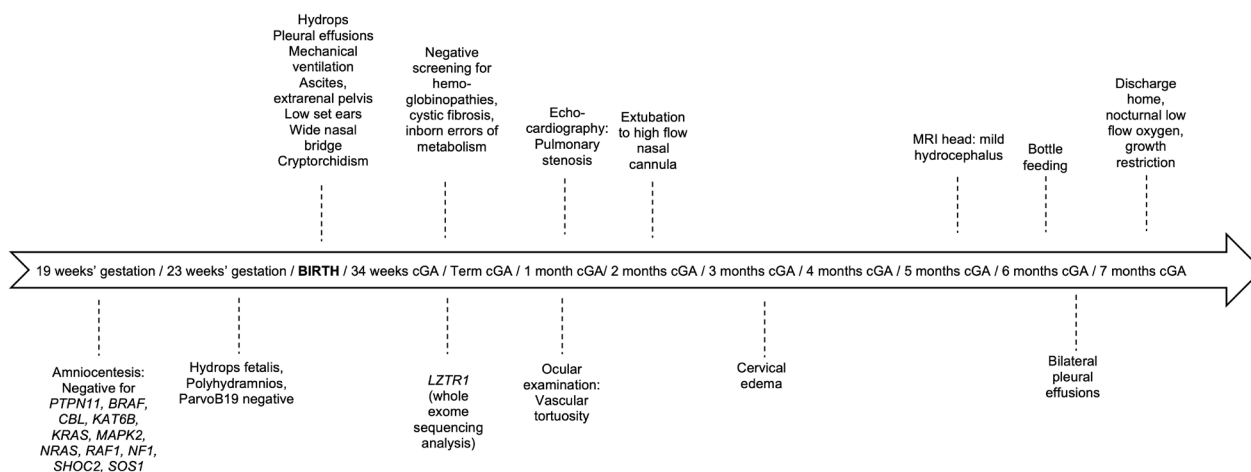 Hydrops
Pleural effusions
Mechanical
ventilation
Ascites,
extrarenal pelvis
Low set ears
Wide nasal
bridge
Cryptorchidism
Negative
screening for
hemo-
globinopathies,
cystic fibrosis,
inborn errors of
metabolism
Echo-
cardiography:
Pulmonary
stenosis
Extubation
to high flow
nasal
cannula
MRI head: mild
hydrocephalus
Bottle
feeding
Discharge
home,
nocturnal low
flow oxygen,
growth
restriction
19 weeks' gestation / 23 weeks' gestation / BIRTH / 34 weeks cGA / Term cGA / 1 month cGA/ 2 months cGA / 3 months cGA / 4 months cGA / 5 months cGA / 6 months cGA / 7 months cGA
Amniocentesis:
Negative for
PTPN11, BRAF,
CBL, KAT6B,
KRAS, MAPK2,
NRAS, RAF1, NF1,
SHOC2, SOS1
Hydrops fetalis,
Polyhydramnios,
ParvoB19 negative
LZTR1
(whole
exome
sequencing
analysis)
Ocular
examination:
Vascular
tortuosity
Cervical
edema
Bilateral
pleural
effusions